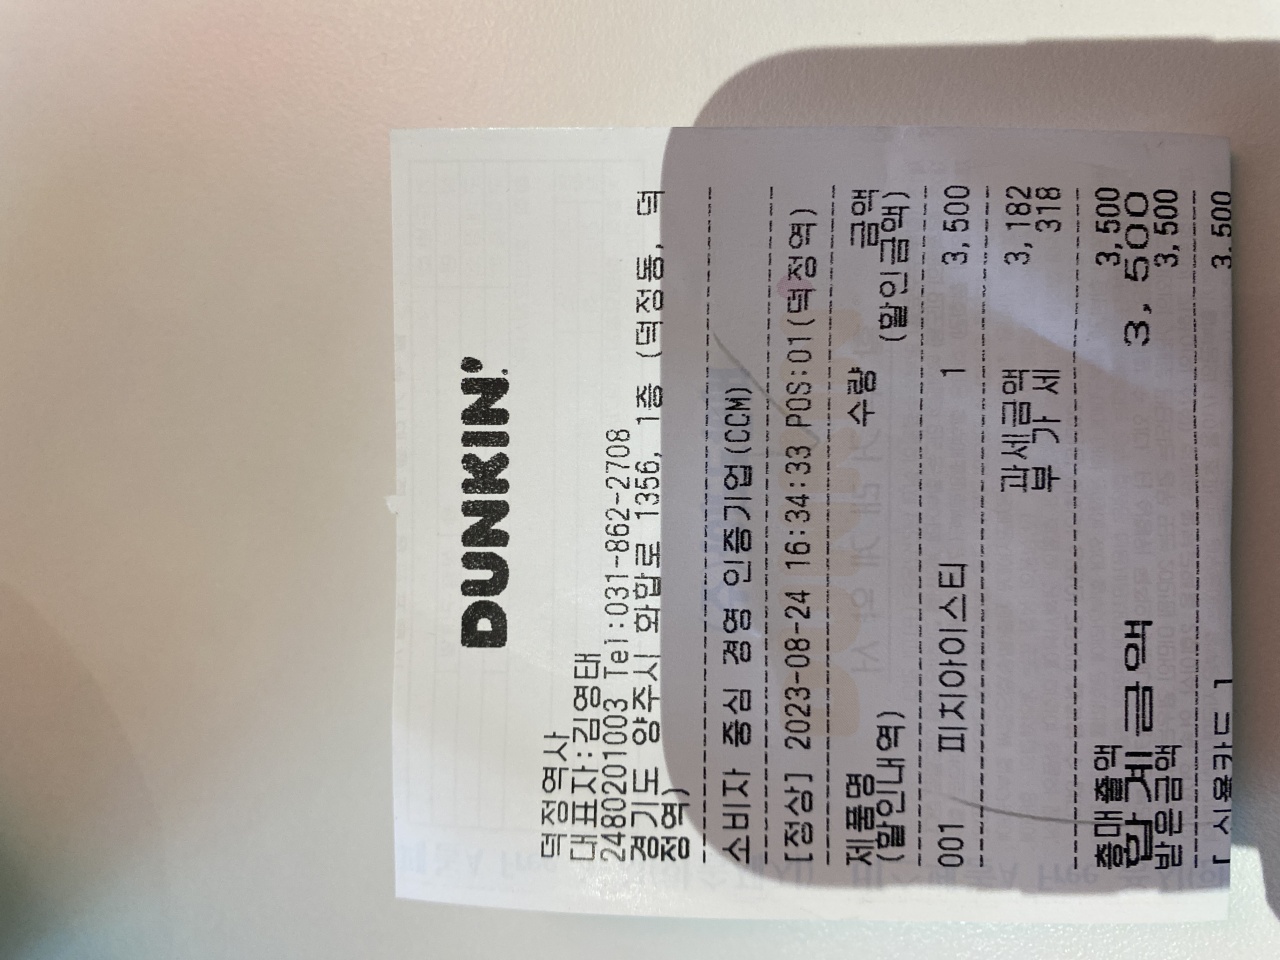 DUNKIN'
덕정역사
대표자:김영태
2480201003 Tel:031-862-2708
경기도 양주시 화합로 1356, 1층 (덕정동, 덕
정역)
소비자 중심 경영 인증기업(CCM)
[정상] 2023-08-24 16:34:33 POS:01(덕정역)
제품명 수량 금액
(할인내역) (할인금액)
001 피치아이스티 1 3,500
과세금액 3,182
부 가 세 318
총매출액 3,500
합계금액 3,500
받은금액 3,500
[ 신용카드 ] 3,500